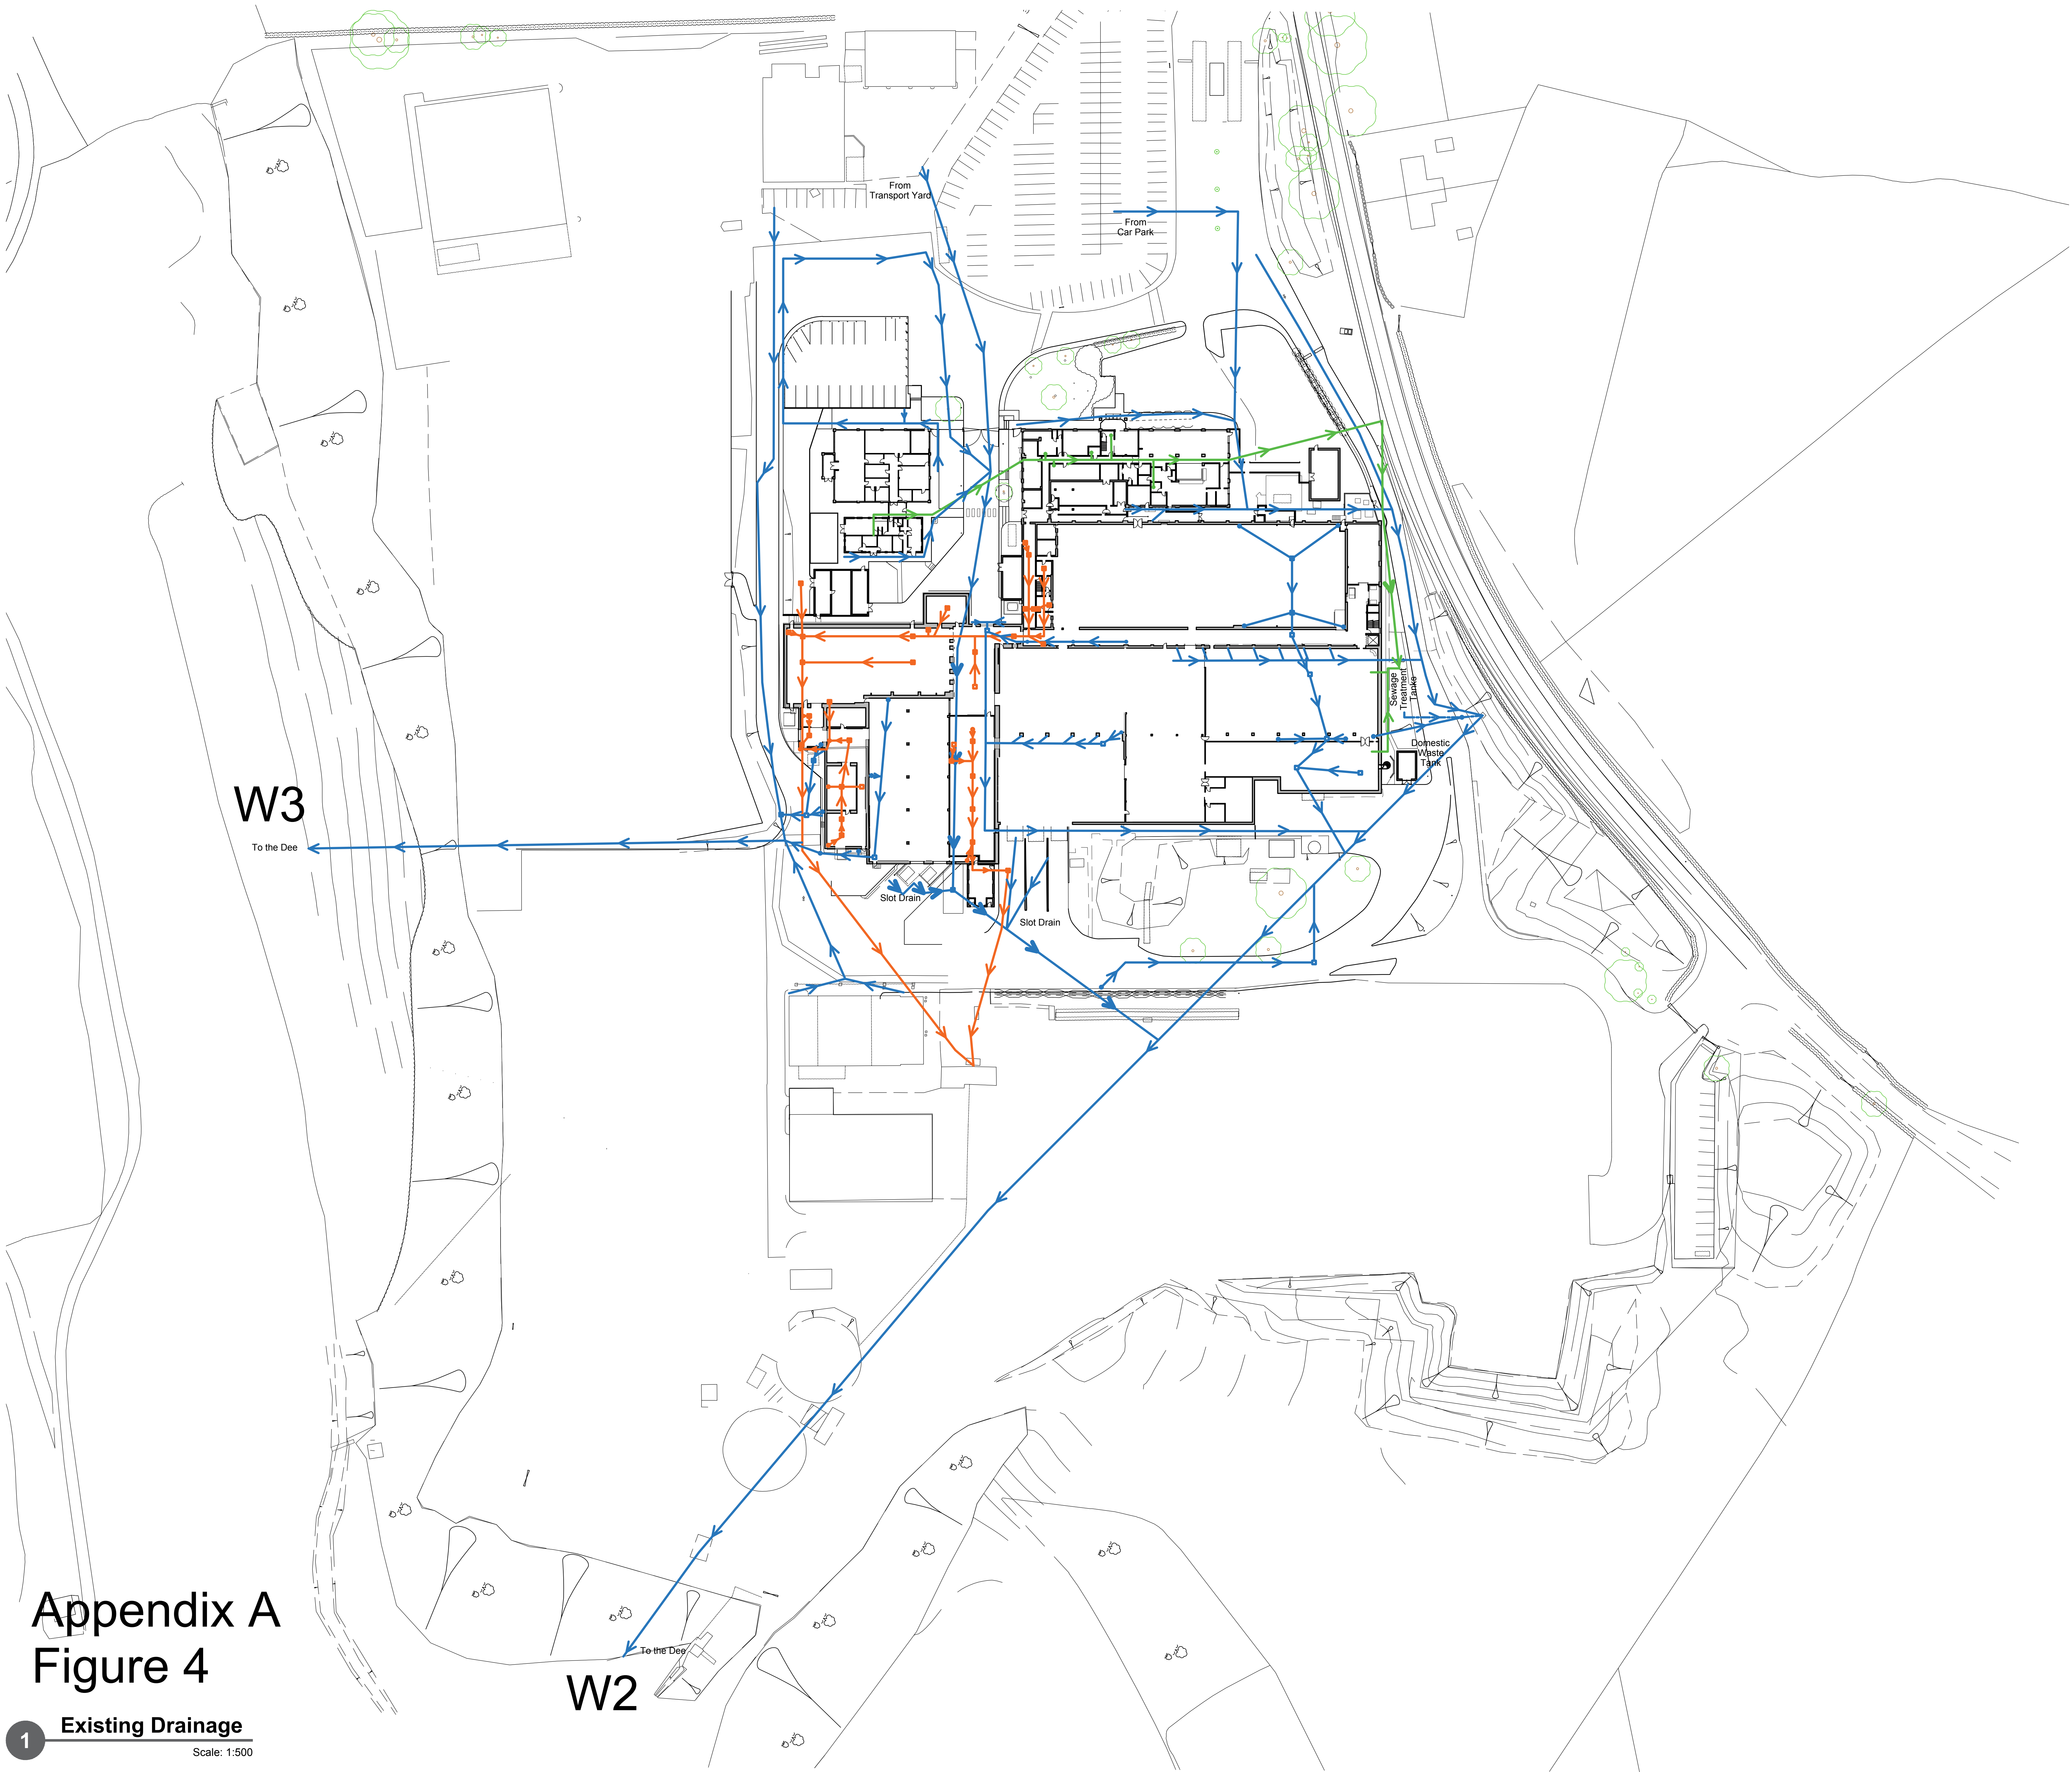 From
Transport Yard
From
Car Park
Sewage
Treatment
Tanks
Domestic
Waste
Tank
W3
To the Dee
Slot Drain
Slot Drain
Appendix A
Figure 4
To the Dee
W2
1
Existing Drainage
Scale: 1:500